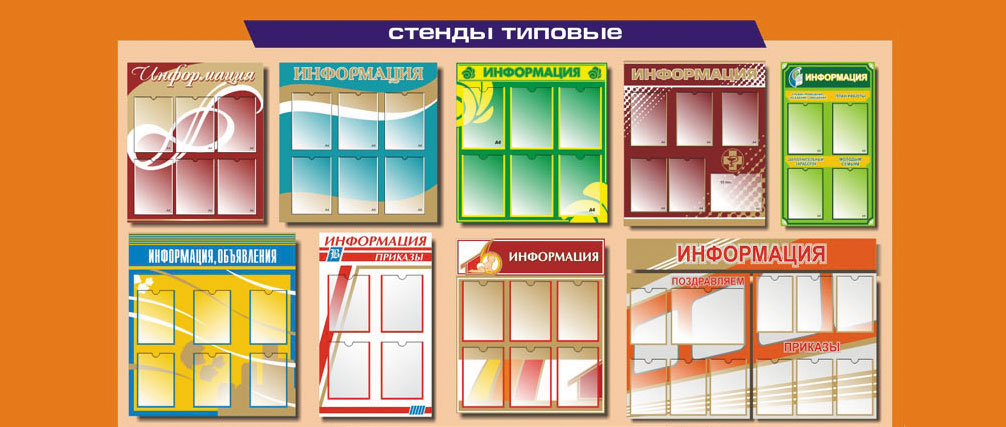 СТЕНДЫ ТИПОВЫЕ
Информация
ИНФОРМАЦИЯ
ИНФОРМАЦИЯ
ИНФОРМАЦИЯ
ИНФОРМАЦИЯ
ИНФОРМАЦИЯ, ОБЪЯВЛЕНИЯ
ИНФОРМАЦИЯ
ПРИКАЗЫ
ИНФОРМАЦИЯ
ИНФОРМАЦИЯ
ПОЗДРАВЛЯЕМ
ПРИКАЗЫ